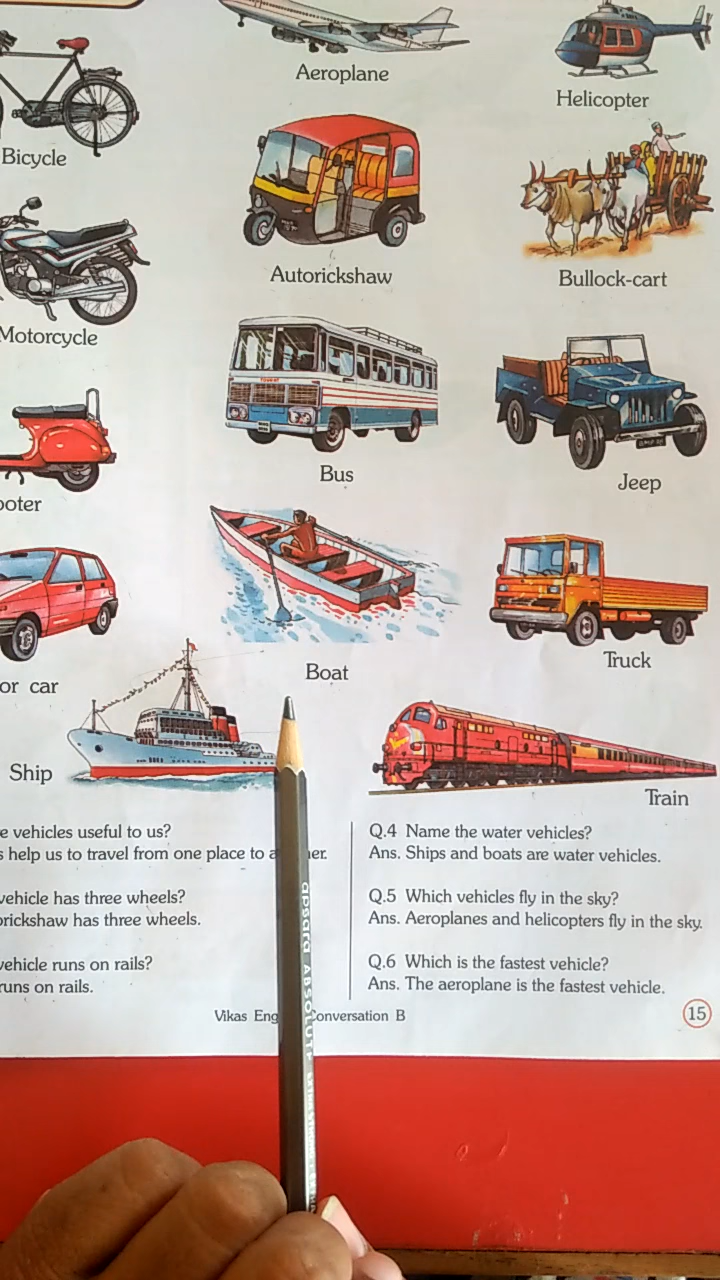 Aeroplane
Helicopter
Bicycle
Autorickshaw
Bullock-cart
Motorcycle
TOURIST
Bus
Jeep
ooter
Boat
Truck
or car
Ship
Train
e vehicles useful to us?
s help us to travel from one place to a her.
vehicle has three wheels?
orickshaw has three wheels.
vehicle runs on rails?
runs on rails.
Q.4 Name the water vehicles?
Ans. Ships and boats are water vehicles.
Q.5 Which vehicles fly in the sky?
Ans. Aeroplanes and helicopters fly in the sky.
Q.6 Which is the fastest vehicle?
Ans. The aeroplane is the fastest vehicle.
Vikas Eng Conversation B
15
apsara ABSOLUTE